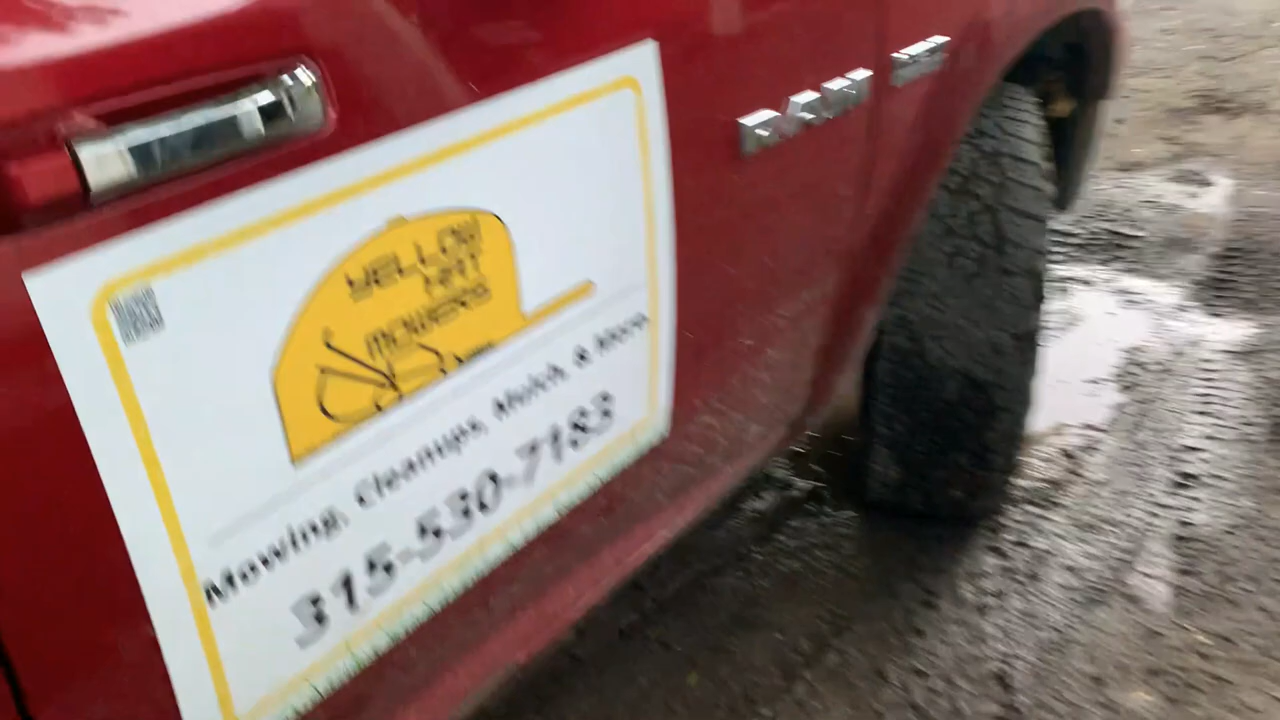 YELLOW
HAT
MOWERS
Mowing, Cleanups, Mulch & More
315-530-7183
RAM